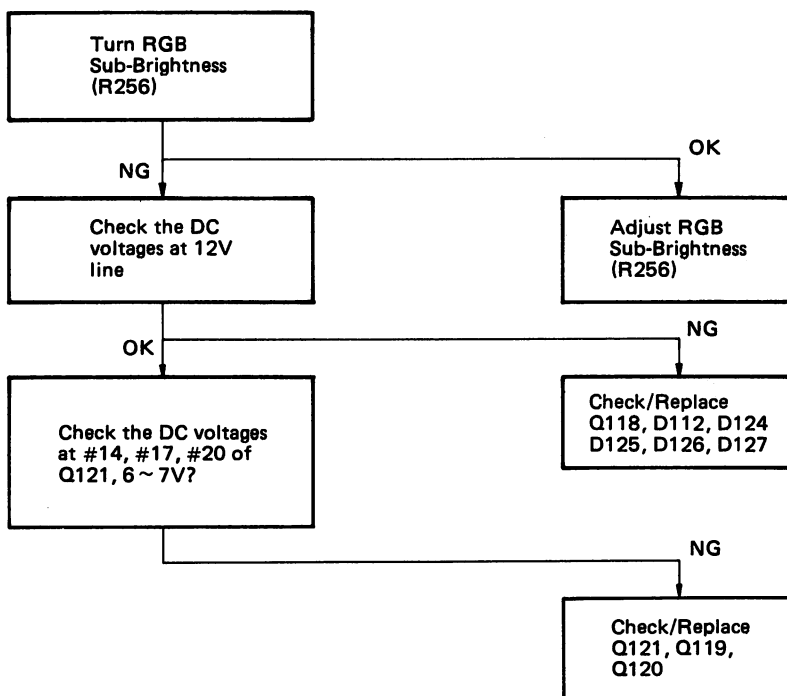 Turn RGB
Sub-Brightness
(R256)
OK
NG
Check the DC
voltages at 12V
line
Adjust RGB
Sub-Brightness
(R256)
NG
OK
Check the DC voltages
at #14, #17, #20 of
Q121, 6 ~ 7V?
Check/Replace
Q118, D112, D124
D125, D126, D127
NG
Check/Replace
Q121, Q119,
Q120